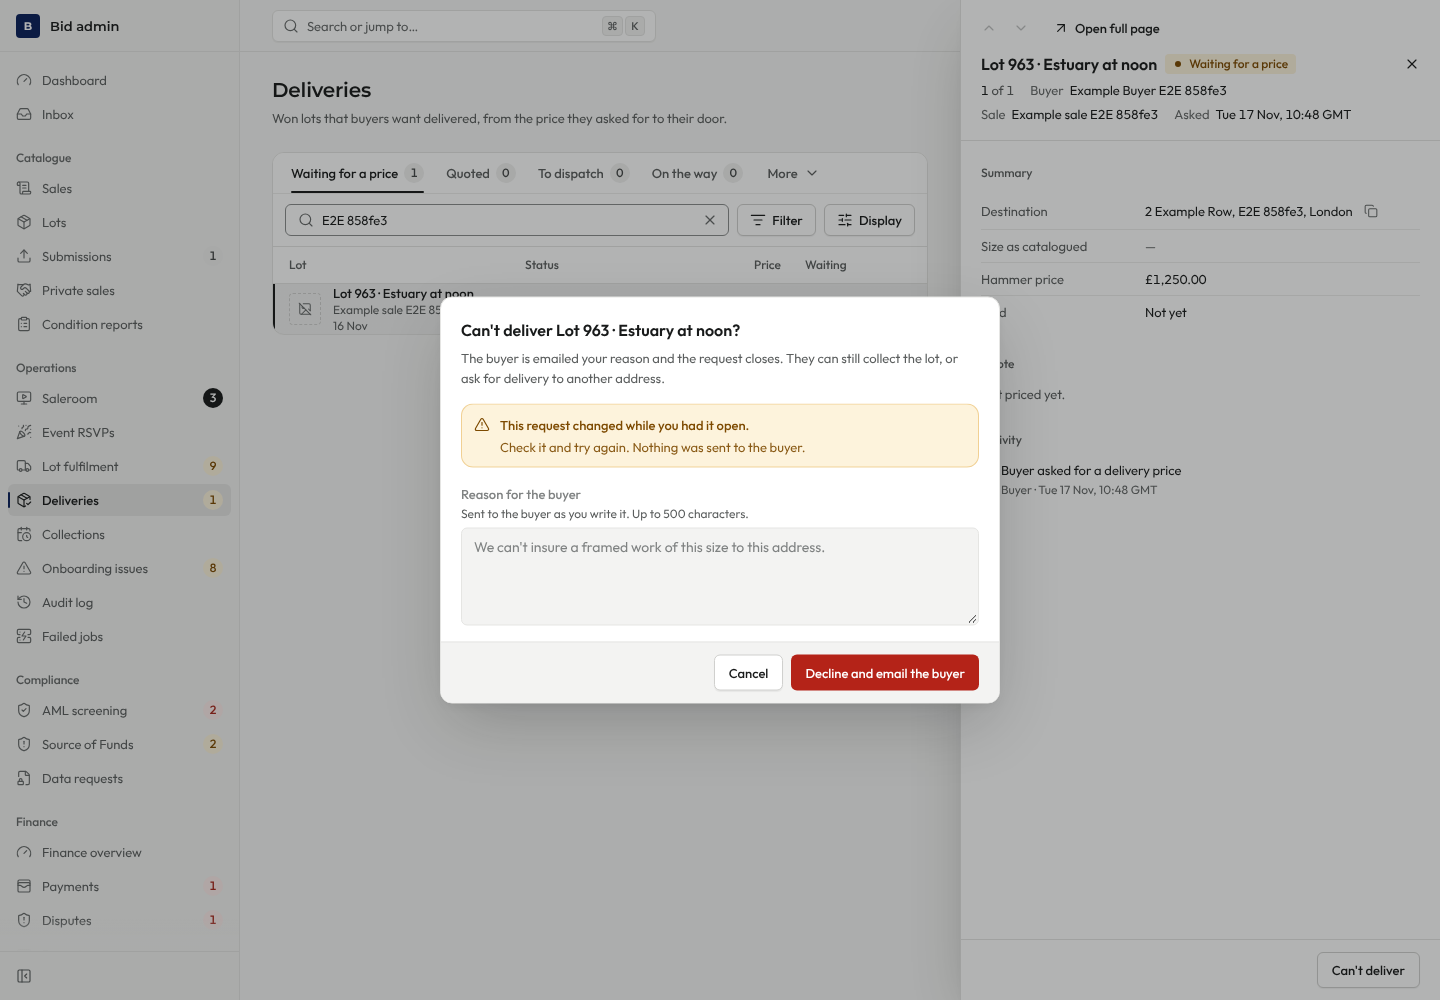 B Bid admin
Search or jump to…
⌘ K
Open full page
Dashboard
Inbox
Catalogue
Sales
Lots
Submissions 1
Private sales
Condition reports
Operations
Saleroom 3
Event RSVPs
Lot fulfilment 9
Deliveries 1
Collections
Onboarding issues 8
Audit log
Failed jobs
Compliance
AML screening 2
Source of Funds 2
Data requests
Finance
Finance overview
Payments 1
Disputes 1
Deliveries
Won lots that buyers want delivered, from the price they asked for to their door.
Waiting for a price 1 Quoted 0 To dispatch 0 On the way 0 More
E2E 858fe3
Filter Display
Lot Status Price Waiting
Lot 963 · Estuary at noon
Example sale E2E 85
16 Nov
Can't deliver Lot 963 · Estuary at noon?
The buyer is emailed your reason and the request closes. They can still collect the lot, or
ask for delivery to another address.
This request changed while you had it open.
Check it and try again. Nothing was sent to the buyer.
Reason for the buyer
Sent to the buyer as you write it. Up to 500 characters.
We can't insure a framed work of this size to this address.
Cancel Decline and email the buyer
Lot 963 · Estuary at noon Waiting for a price
1 of 1 Buyer Example Buyer E2E 858fe3
Sale Example sale E2E 858fe3 Asked Tue 17 Nov, 10:48 GMT
Summary
Destination 2 Example Row, E2E 858fe3, London
Size as catalogued —
Hammer price £1,250.00
d Not yet
ote
t priced yet.
ivity
Buyer asked for a delivery price
Buyer · Tue 17 Nov, 10:48 GMT
Can't deliver